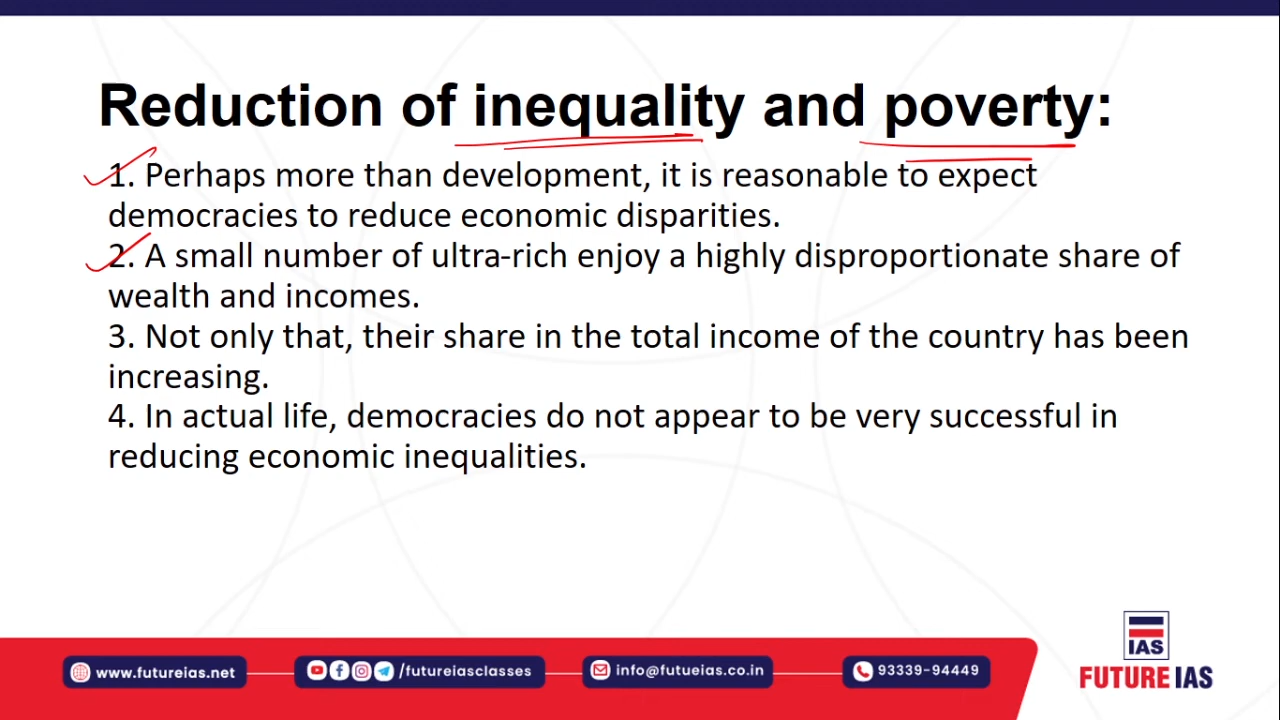 Reduction of inequality and poverty:
1. Perhaps more than development, it is reasonable to expect
democracies to reduce economic disparities.
2. A small number of ultra-rich enjoy a highly disproportionate share of
wealth and incomes.
3. Not only that, their share in the total income of the country has been
increasing.
4. In actual life, democracies do not appear to be very successful in
reducing economic inequalities.
IAS
FUTURE IAS
www.futureias.net
/futureiasclasses
info@futueias.co.in
93339-94449